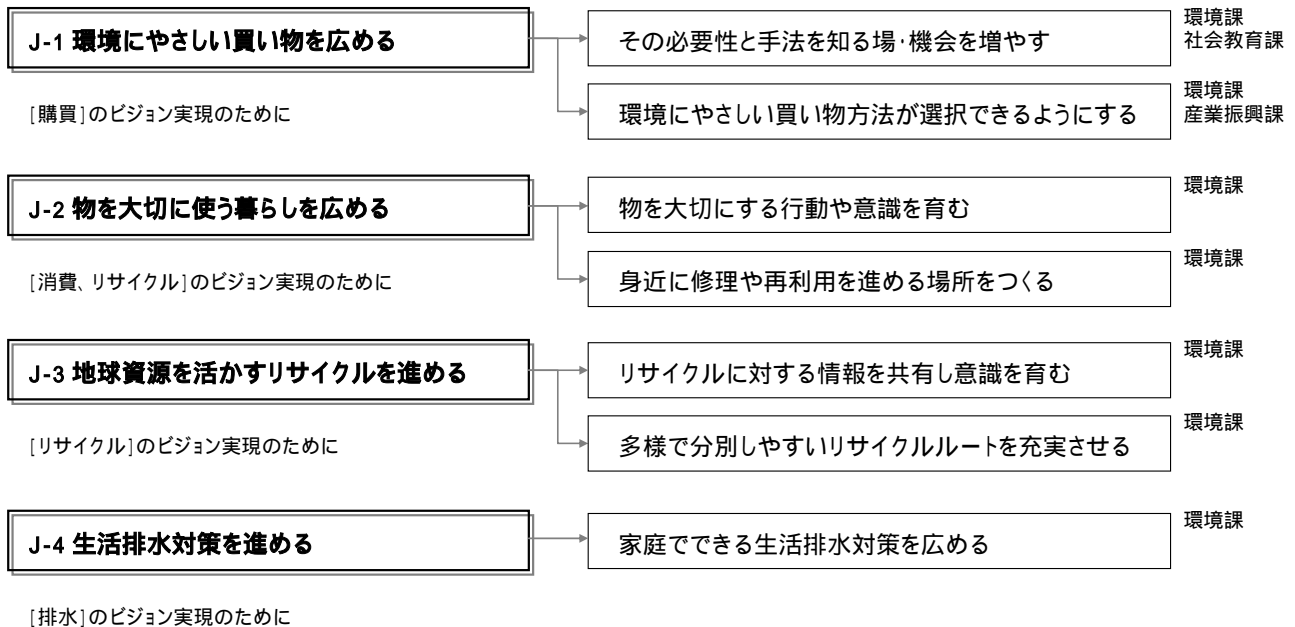 J-1 環境にやさしい買い物を広める
その必要性と手法を知る場・機会を増やす
環境課
社会教育課
[購買]のビジョン実現のために
環境にやさしい買い物方法が選択できるようにする
環境課
産業振興課
J-2 物を大切に使う暮らしを広める
物を大切にする行動や意識を育む
環境課
[消費、リサイクル]のビジョン実現のために
身近に修理や再利用を進める場所をつくる
環境課
J-3 地球資源を活かすリサイクルを進める
リサイクルに対する情報を共有し意識を育む
環境課
[リサイクル]のビジョン実現のために
多様で分別しやすいリサイクルルートを充実させる
環境課
J-4 生活排水対策を進める
家庭でできる生活排水対策を広める
環境課
[排水]のビジョン実現のために